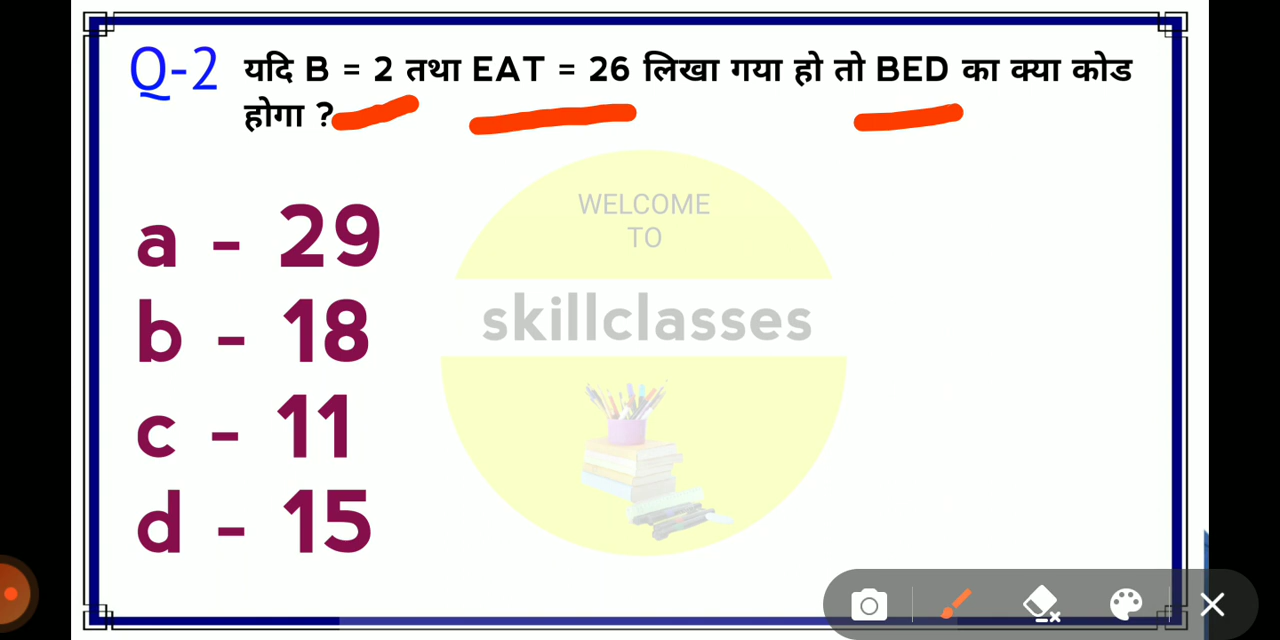 Q-2 यदि B = 2 तथा EAT = 26 लिखा गया हो तो BED का क्या कोड
होगा ?
WELCOME
TO
skillclasses
a - 29
b - 18
c - 11
d - 15